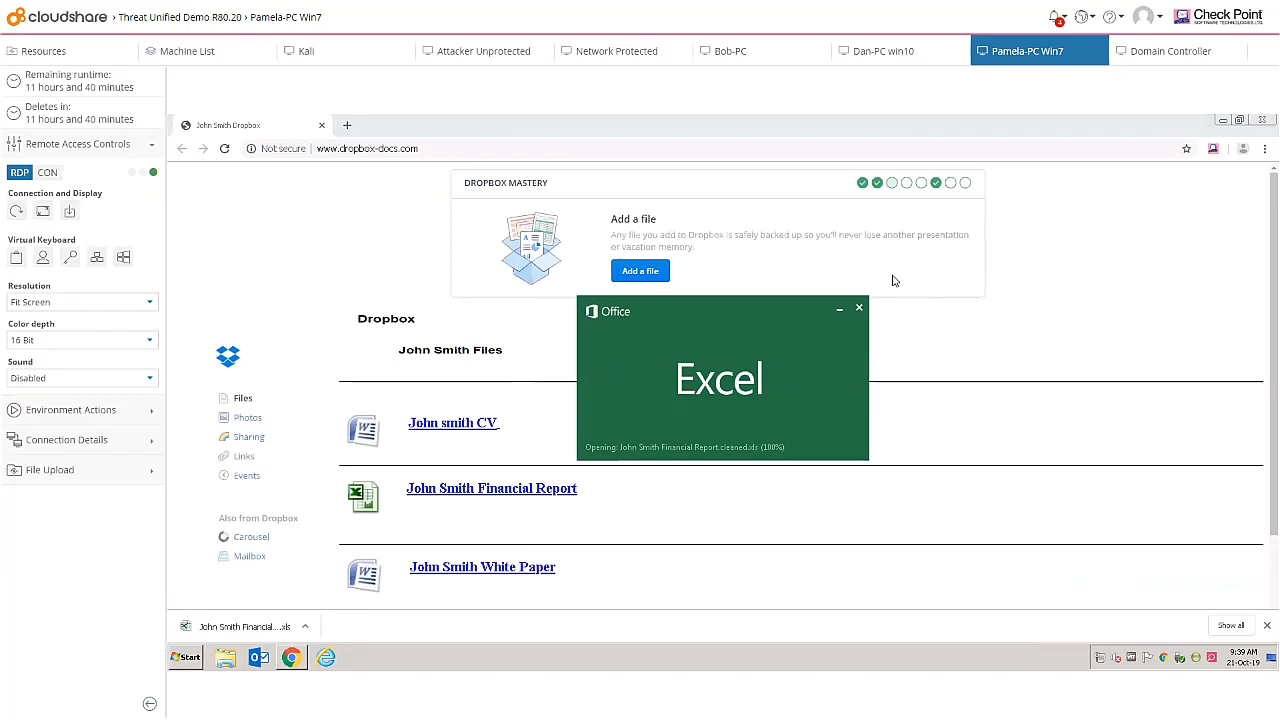 cloudshare › Threat Unified Demo R80.20 › Pamela-PC Win7
4
Check Point
SOFTWARE TECHNOLOGIES LTD
Resources
Machine List
Kali
Attacker Unprotected
Network Protected
Bob-PC
Dan-PC win10
Pamela-PC Win7
Domain Controller
Remaining runtime:
11 hours and 40 minutes
Deletes in:
11 hours and 40 minutes
Remote Access Controls
RDP CON
Connection and Display
Virtual Keyboard
Resolution
Fit Screen
Color depth
16 Bit
Sound
Disabled
Environment Actions
Connection Details
File Upload
John Smith Dropbox
Not secure | www.dropbox-docs.com
DROPBOX MASTERY
Add a file
Any file you add to Dropbox is safely backed up so you'll never lose another presentation
or vacation memory.
Add a file
Dropbox
John Smith Files
Files
Photos
Sharing
Links
Events
Also from Dropbox
Carousel
Mailbox
John smith CV
John Smith Financial Report
John Smith White Paper
Office
Excel
Opening: John Smith Financial Report.cleaned.xls (100%)
John Smith Financial....xls
Show all
Start
9:39 AM
21-Oct-19